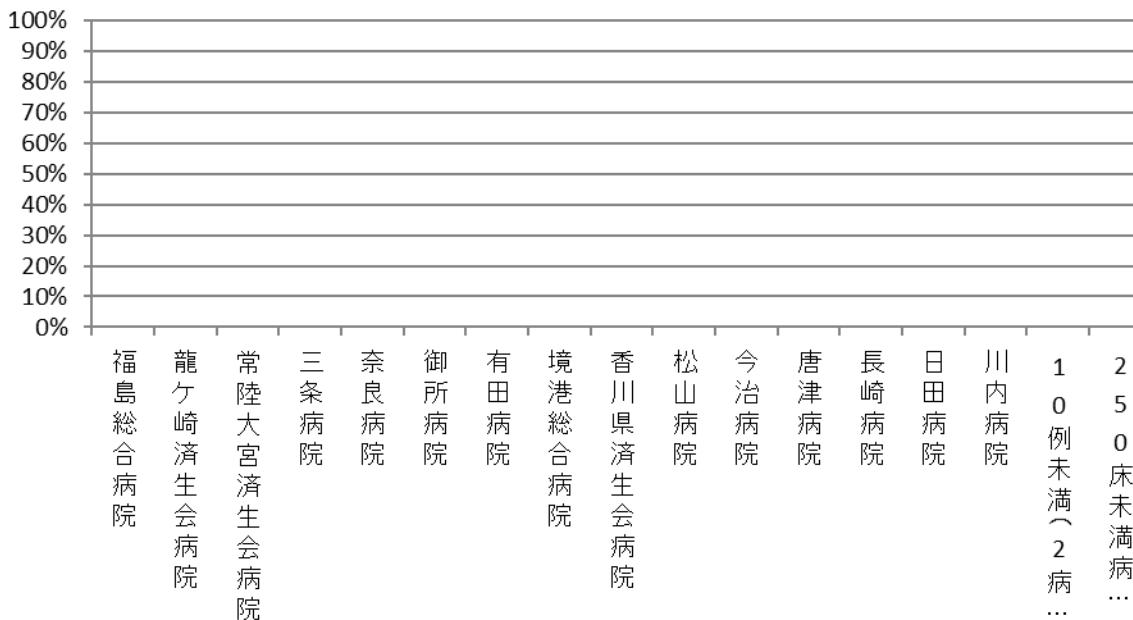 100%
90%
80%
70%
60%
50%
40%
30%
20%
10%
0%
福島総合病院
龍ケ崎済生会病院
常陸大宮済生会病院
三条病院
奈良病院
御所病院
有田病院
境港総合病院
香川県済生会病院
松山病院
今治病院
唐津病院
長崎病院
日田病院
川内病院
10例未満(2病…
250床未満病…